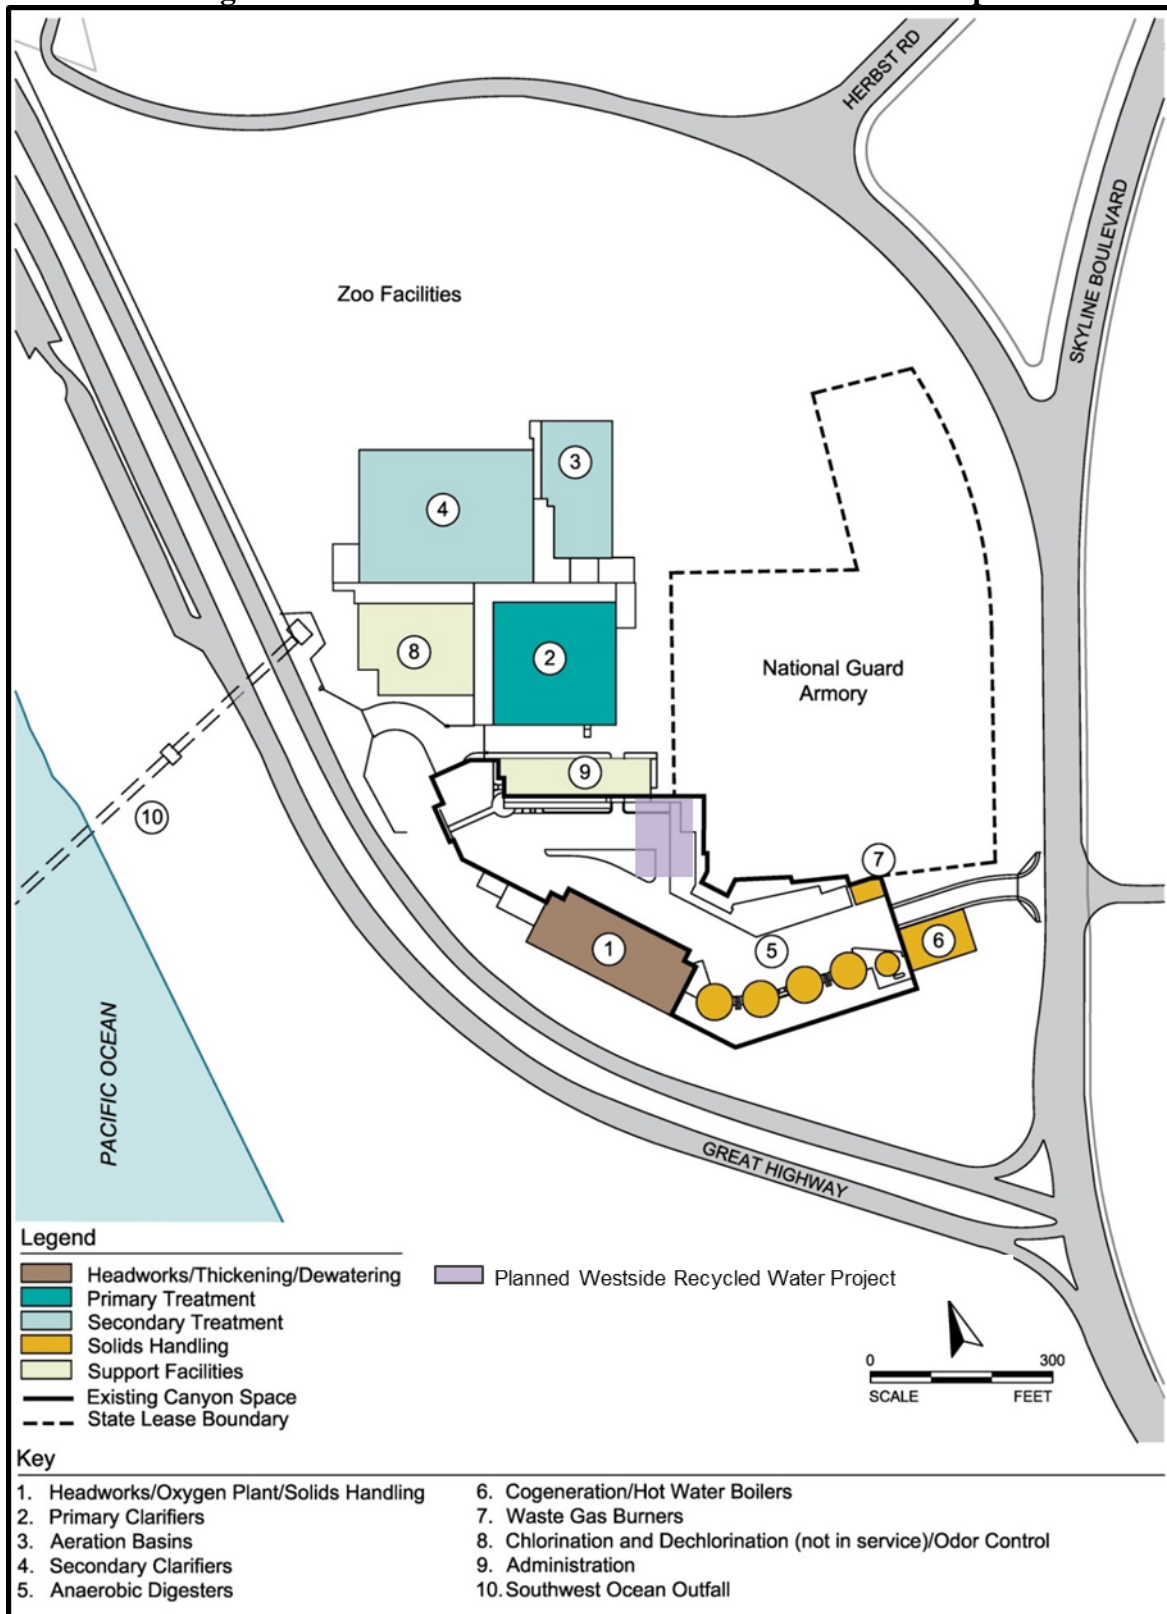 HERBST RD
SKYLINE BOULEVARD
Zoo Facilities
3
4
8
2
National Guard
Armory
9
10
7
1
5
6
PACIFIC OCEAN
GREAT HIGHWAY
Legend
Headworks/Thickening/Dewatering
Primary Treatment
Secondary Treatment
Solids Handling
Support Facilities
Existing Canyon Space
State Lease Boundary
Planned Westside Recycled Water Project
0 300
SCALE FEET
Key
1. Headworks/Oxygen Plant/Solids Handling
2. Primary Clarifiers
3. Aeration Basins
4. Secondary Clarifiers
5. Anaerobic Digesters
6. Cogeneration/Hot Water Boilers
7. Waste Gas Burners
8. Chlorination and Dechlorination (not in service)/Odor Control
9. Administration
10. Southwest Ocean Outfall